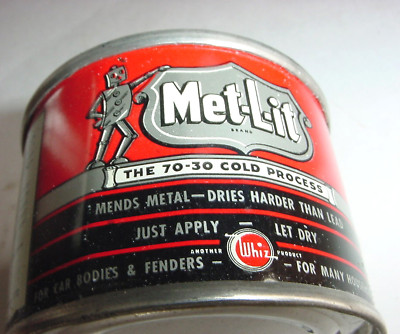 Met-Lit
BRAND
THE 70-30 COLD PROCESS
MENDS METAL—DRIES HARDER THAN LEAD
JUST APPLY — LET DRY
ANOTHER Whiz PRODUCT
FOR CAR BODIES & FENDERS - - FOR MANY